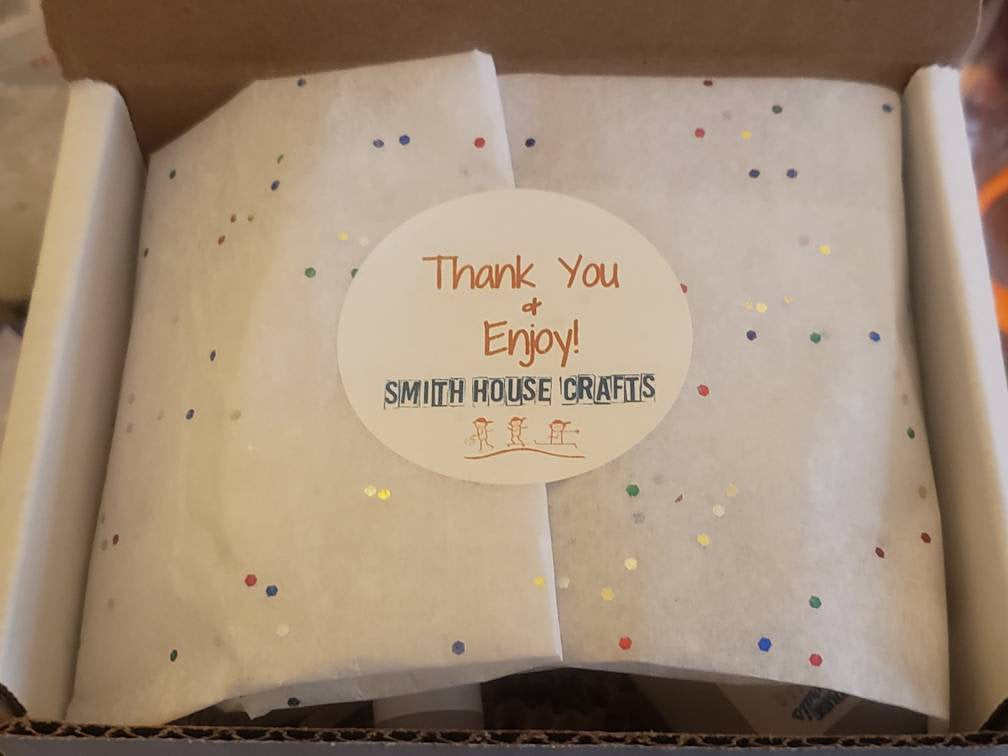 Thank You
&
Enjoy!
SMITH HOUSE CRAFTS